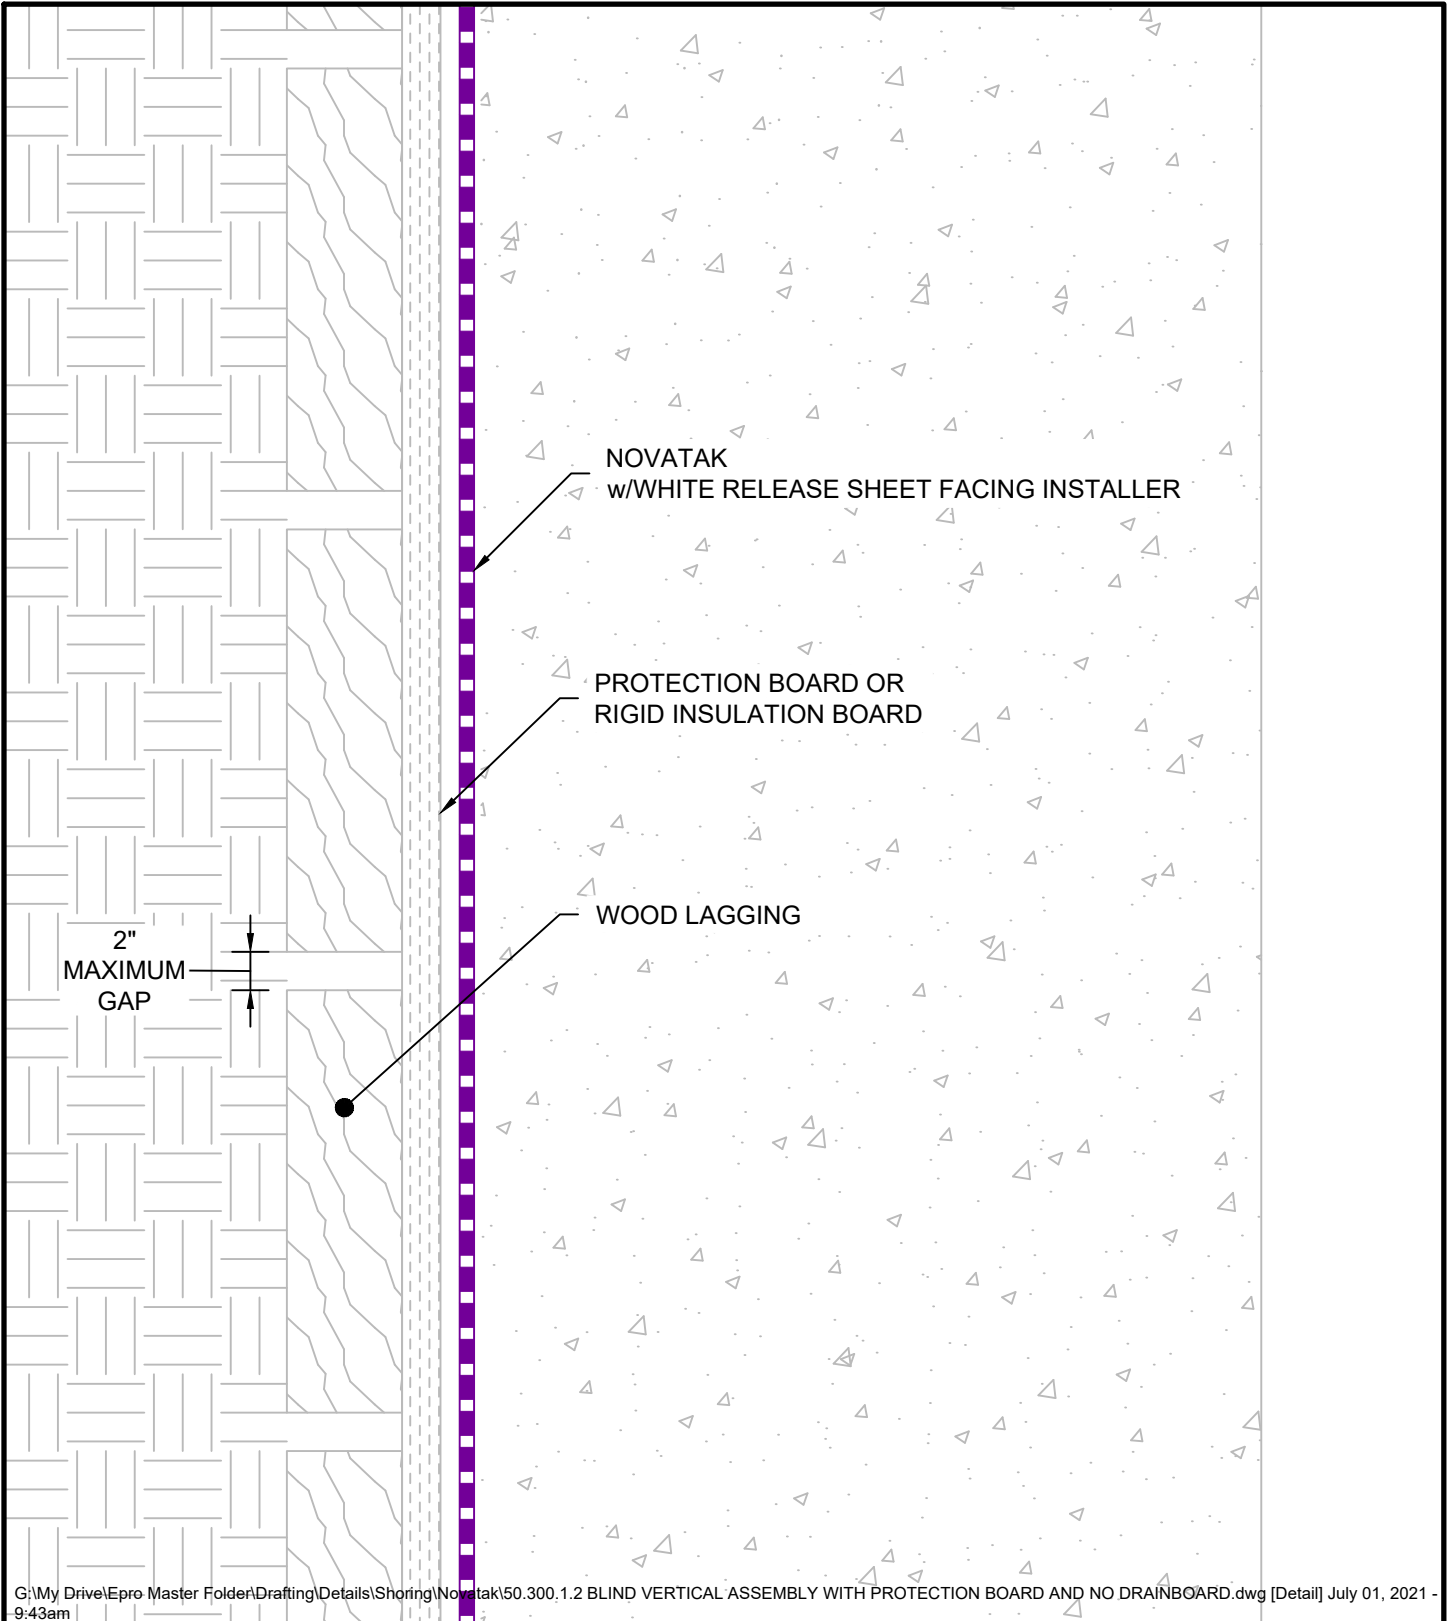 NOVATAK
w/WHITE RELEASE SHEET FACING INSTALLER
PROTECTION BOARD OR
RIGID INSULATION BOARD
WOOD LAGGING
2"
MAXIMUM
GAP
G:\My Drive\Epro Master Folder\Drafting\Details\Shoring\Novatak\50.300.1.2 BLIND VERTICAL ASSEMBLY WITH PROTECTION BOARD AND NO DRAINBOARD.dwg [Detail] July 01, 2021 -
9:43am